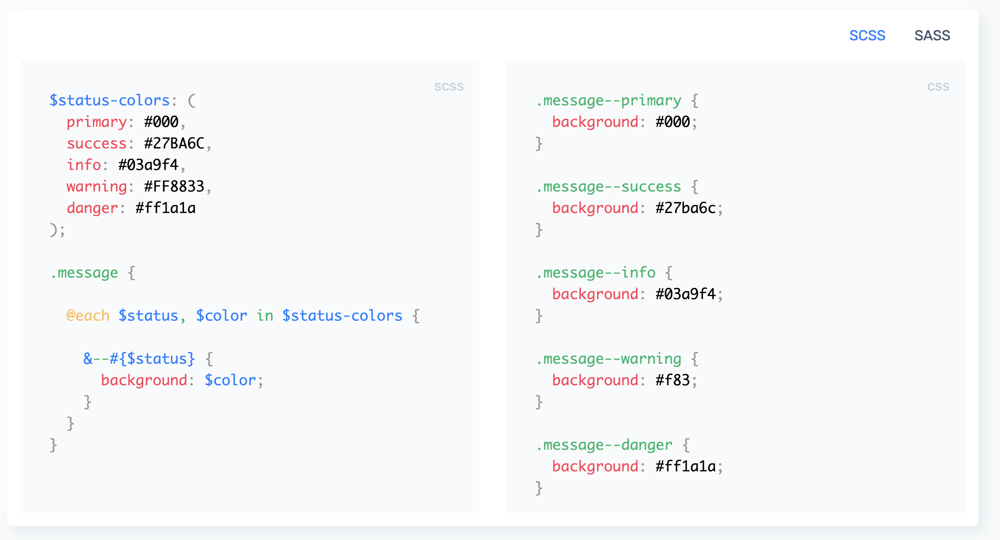 SCSS SASS
scss
$status-colors: (
  primary: #000,
  success: #27BA6C,
  info: #03a9f4,
  warning: #FF8833,
  danger: #ff1a1a
);

.message {

  @each $status, $color in $status-colors {

    &--#{$status} {
      background: $color;
    }
  }
}
css
.message--primary {
  background: #000;
}

.message--success {
  background: #27ba6c;
}

.message--info {
  background: #03a9f4;
}

.message--warning {
  background: #f83;
}

.message--danger {
  background: #ff1a1a;
}